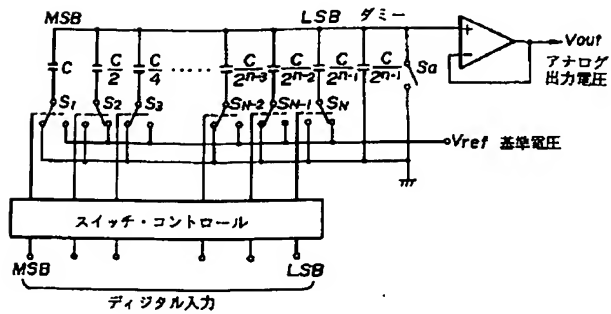 MSB LSB ダミー
C C/2 C/4 ...... C/2^{n-3} C/2^{n-2} C/2^{n-1} C/2^{n-1} Sa
+ - Vout
アナログ
出力電圧
S1 S2 S3 SN-2 SN-1 SN
Vref 基準電圧
スイッチ・コントロール
MSB LSB
ディジタル入力